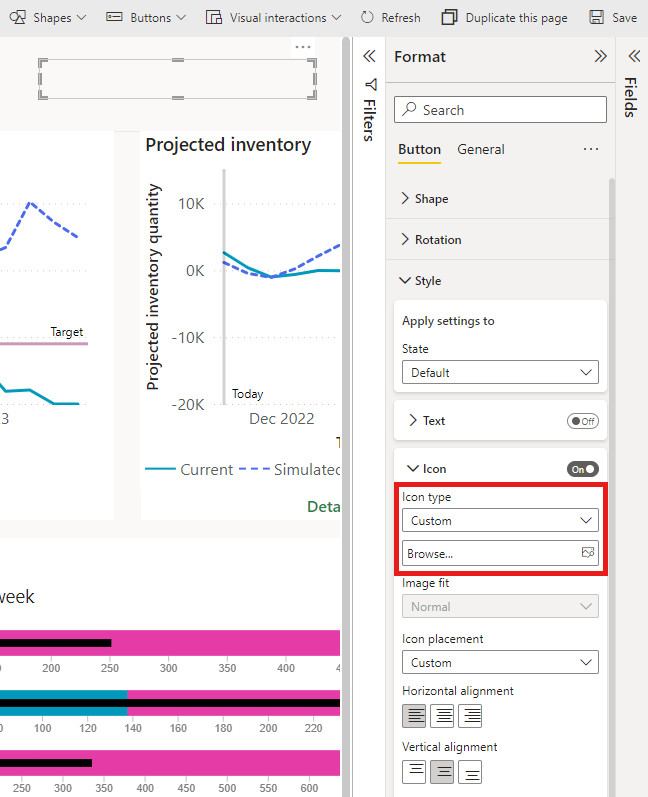 Shapes Buttons Visual interactions Refresh Duplicate this page Save
Format
Filters
Fields
Search
Button General
Shape
Rotation
Style
Apply settings to
State
Default
Text Off
Icon On
Icon type
Custom
Browse...
Image fit
Normal
Icon placement
Custom
Horizontal alignment
Vertical alignment
Target
3
Projected inventory
Projected inventory quantity
10K
0K
-10K
-20K
Today
Dec 2022
Current Simulated
Deta
week
200 250 300 350 400
100 120 140 160 180 200 220
250 300 350 400 450 500 550 600